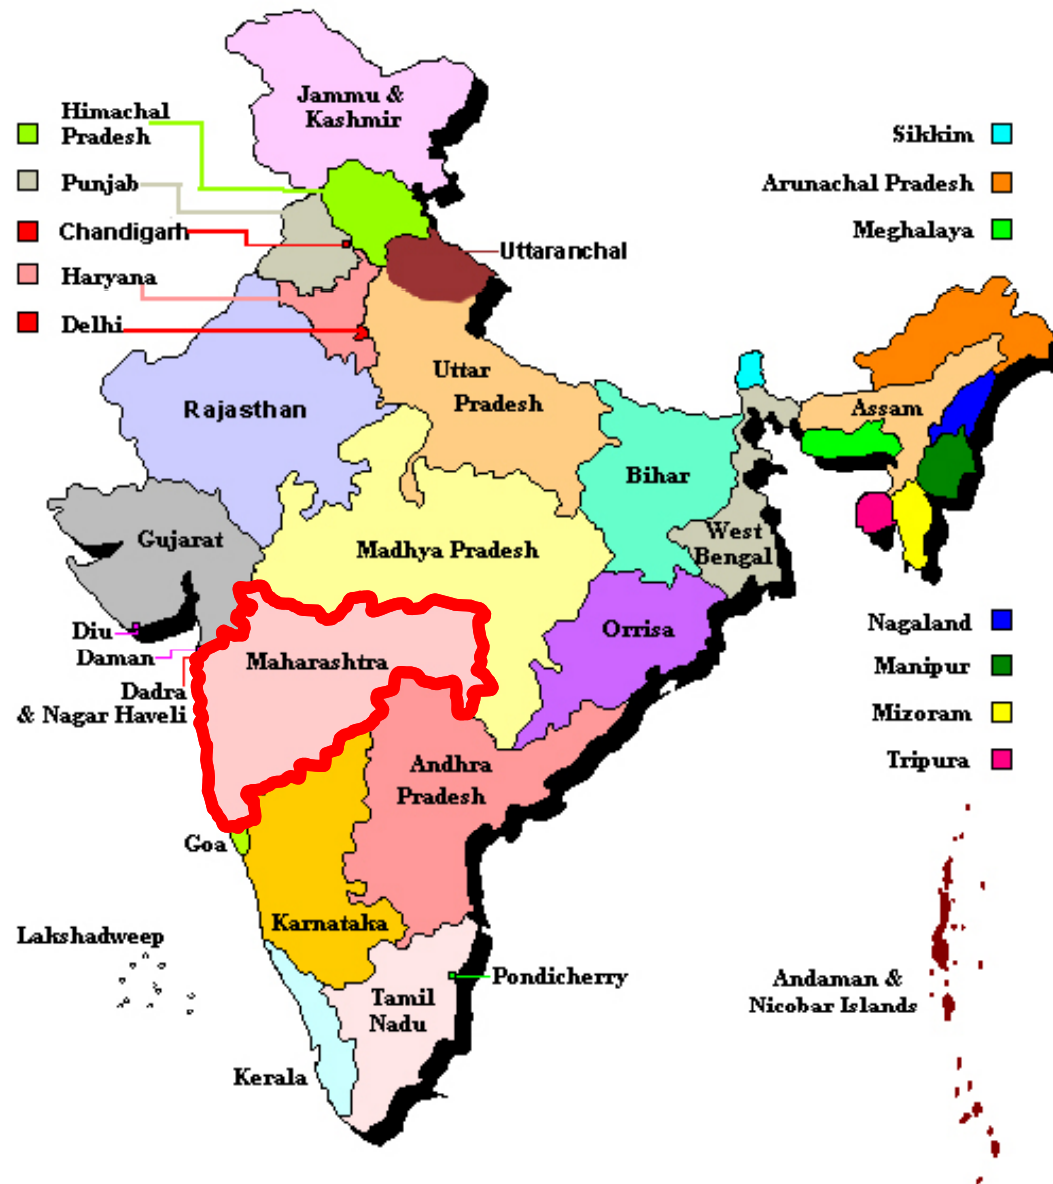 Jammu &
Kashmir
Himachal
Pradesh
Punjab
Chandigarh
Haryana
Delhi
Sikkim
Arunachal Pradesh
Meghalaya
Uttaranchal
Uttar
Pradesh
Rajasthan
Assam
Bihar
West
Bengal
Gujarat
Madhya Pradesh
Diu
Daman
Dadra
& Nagar Haveli
Maharashtra
Orrisa
Nagaland
Manipur
Mizoram
Tripura
Andhra
Pradesh
Goa
Karnataka
Lakshadweep
Pondicherry
Tamil
Nadu
Kerala
Andaman &
Nicobar Islands